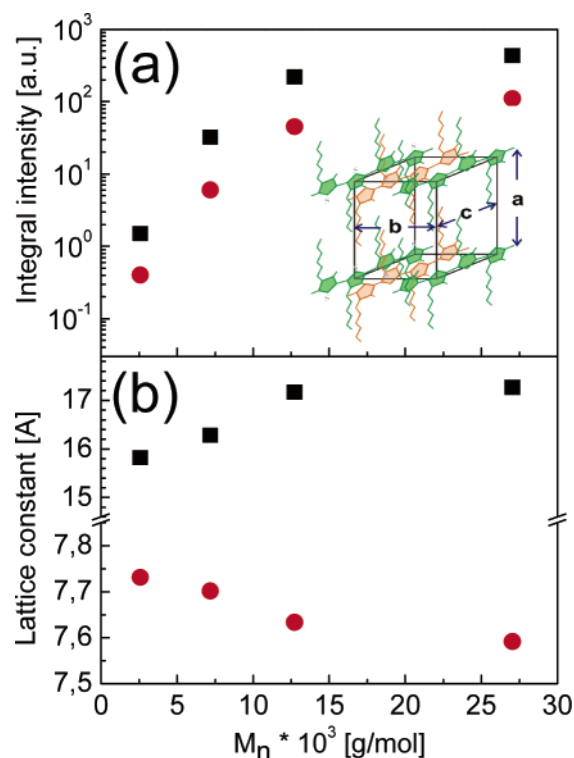 (a)
Integral intensity [a.u.]
10³
10²
10¹
10⁰
10⁻¹
a
b
c
(b)
Lattice constant [A]
17
16
15
7,8
7,7
7,6
7,5
0 5 10 15 20 25 30
Mn * 10³ [g/mol]